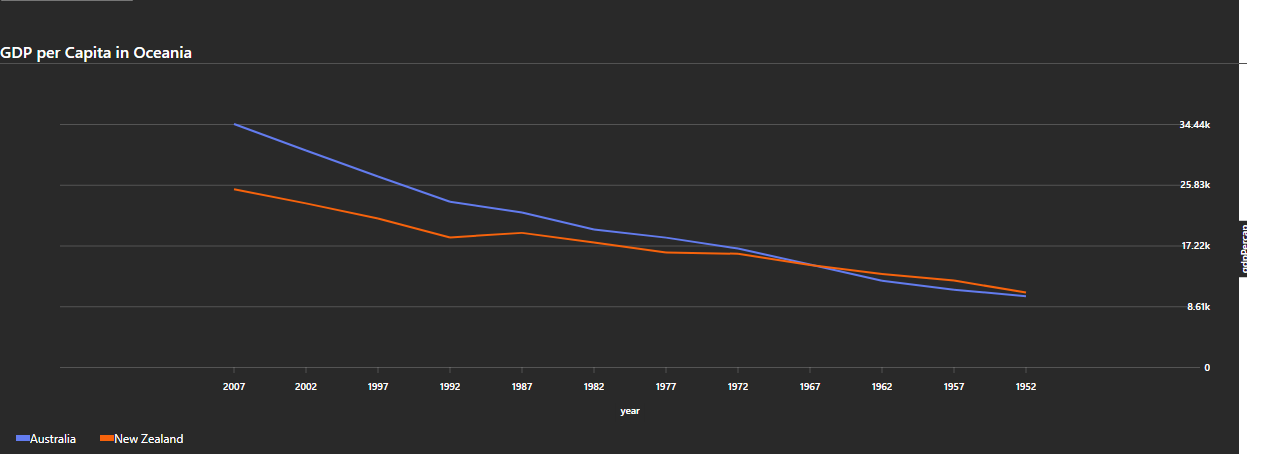 GDP per Capita in Oceania
34.44k
25.83k
17.22k
8.61k
0
gdpPercap
2007 2002 1997 1992 1987 1982 1977 1972 1967 1962 1957 1952
year
Australia New Zealand